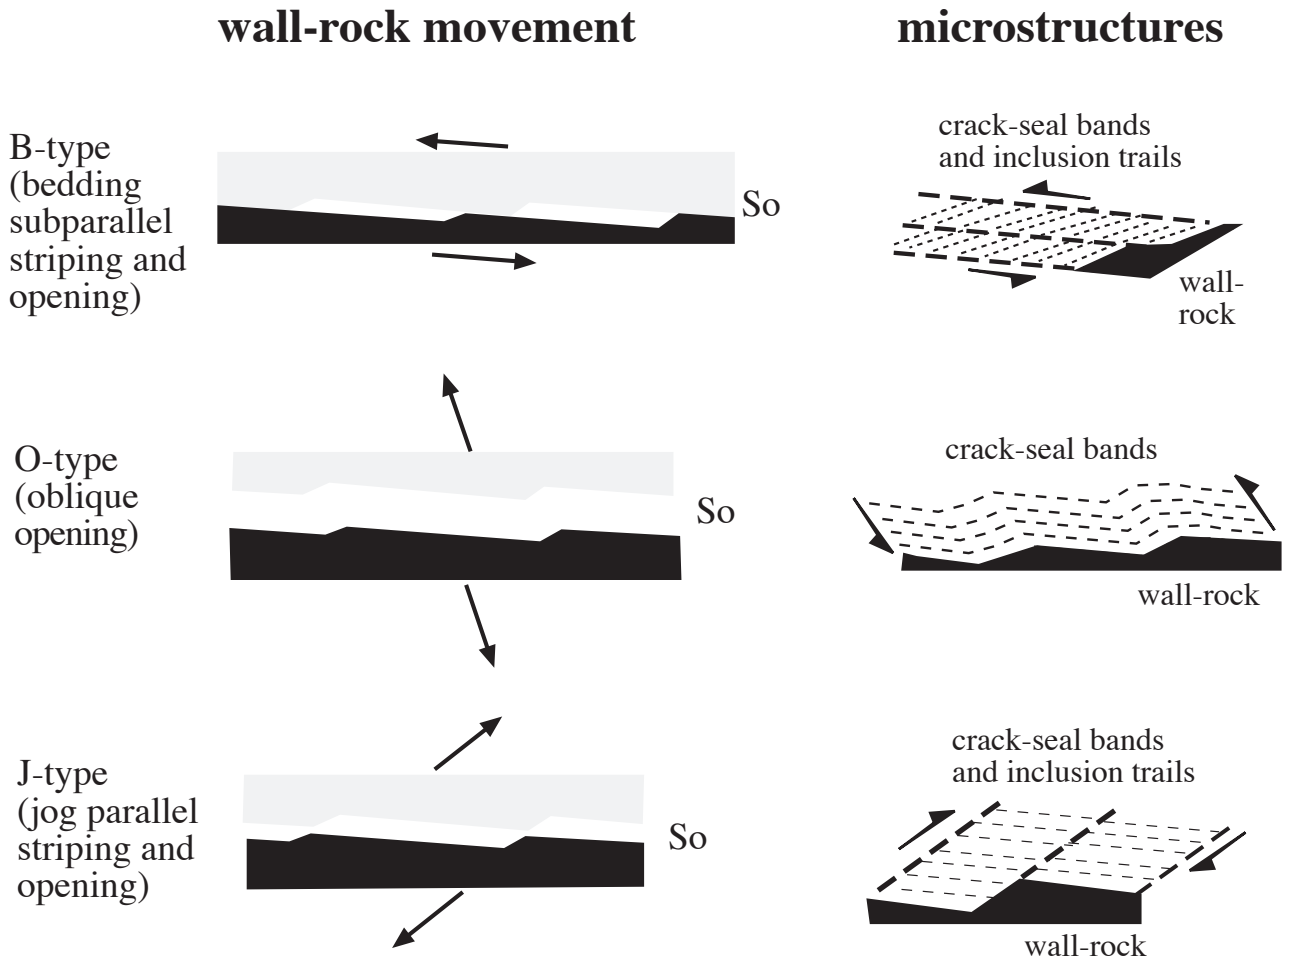 wall-rock movement
microstructures
B-type
(bedding
subparallel
striping and
opening)
So
crack-seal bands
and inclusion trails
wall-
rock
O-type
(oblique
opening)
So
crack-seal bands
wall-rock
J-type
(jog parallel
striping and
opening)
So
crack-seal bands
and inclusion trails
wall-rock